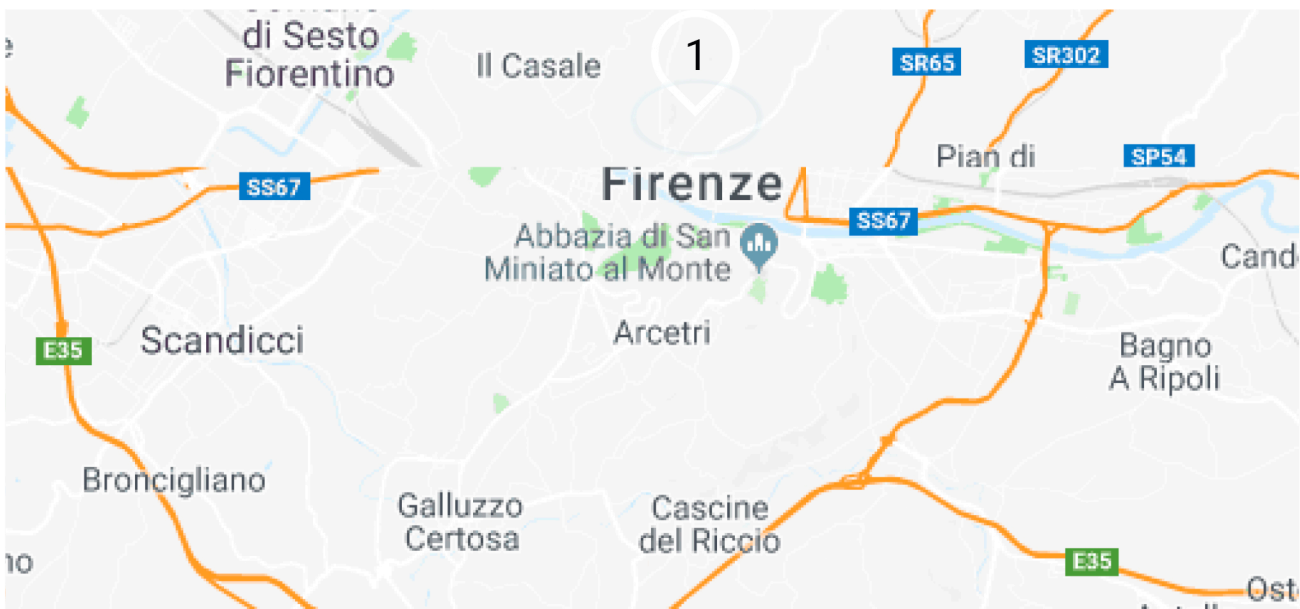 di Sesto
Fiorentino
Il Casale
1
SR65
SR302
Pian di
SP54
SS67
Firenze
SS67
Abbazia di San
Miniato al Monte
Cand
E35
Scandicci
Arcetri
Bagno
A Ripoli
Broncigliano
Galluzzo
Certosa
Cascine
del Riccio
E35
no
Ost